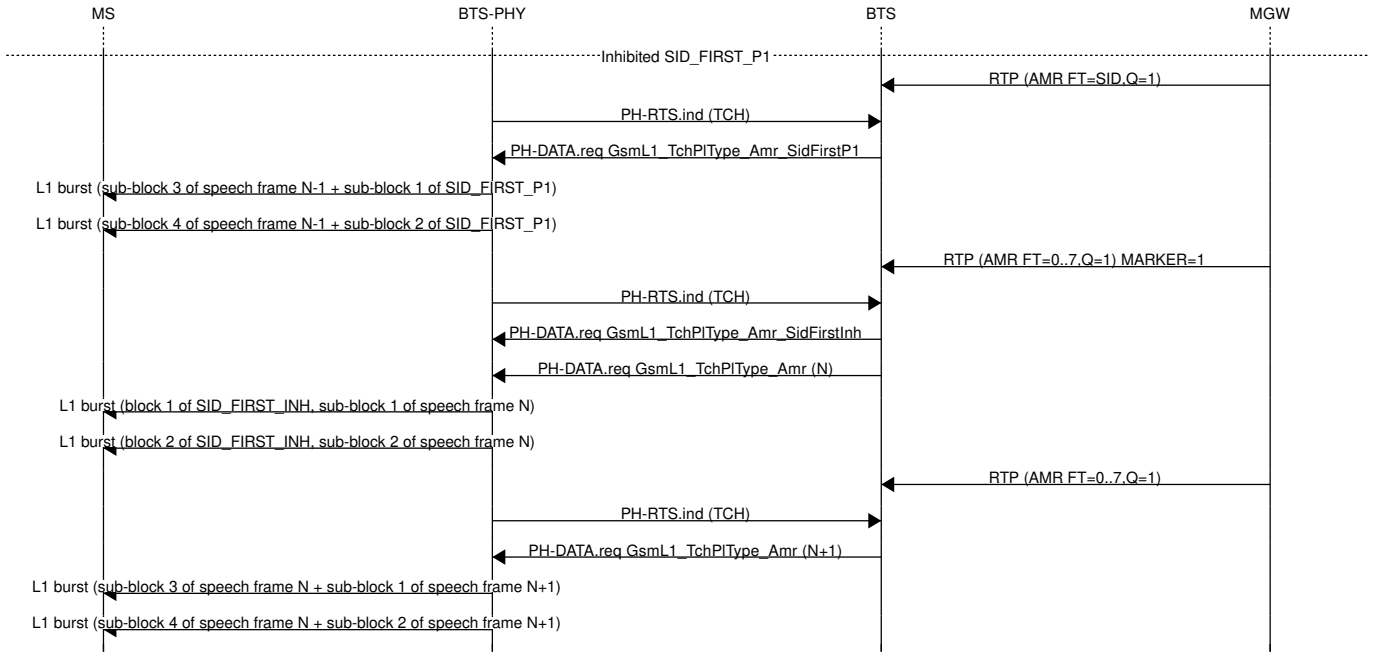 MS BTS-PHY BTS MGW
Inhibited SID_FIRST_P1
RTP (AMR FT=SID,Q=1)
PH-RTS.ind (TCH)
PH-DATA.req GsmL1_TchPlType_Amr_SidFirstP1
L1 burst (sub-block 3 of speech frame N-1 + sub-block 1 of SID_FIRST_P1)
L1 burst (sub-block 4 of speech frame N-1 + sub-block 2 of SID_FIRST_P1)
RTP (AMR FT=0..7,Q=1) MARKER=1
PH-RTS.ind (TCH)
PH-DATA.req GsmL1_TchPlType_Amr_SidFirstInh
PH-DATA.req GsmL1_TchPlType_Amr (N)
L1 burst (block 1 of SID_FIRST_INH, sub-block 1 of speech frame N)
L1 burst (block 2 of SID_FIRST_INH, sub-block 2 of speech frame N)
RTP (AMR FT=0..7,Q=1)
PH-RTS.ind (TCH)
PH-DATA.req GsmL1_TchPlType_Amr (N+1)
L1 burst (sub-block 3 of speech frame N + sub-block 1 of speech frame N+1)
L1 burst (sub-block 4 of speech frame N + sub-block 2 of speech frame N+1)